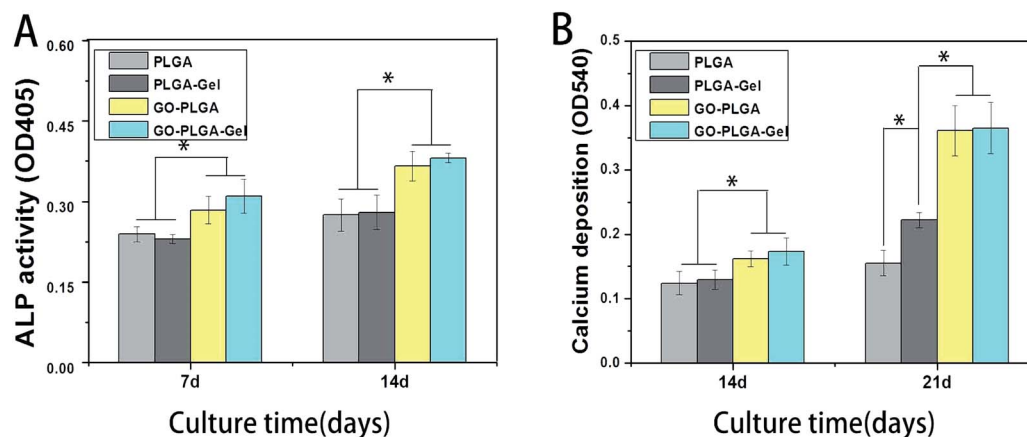 A
ALP activity (OD405)
0.60
0.45
0.30
0.15
0.00
PLGA
PLGA-Gel
GO-PLGA
GO-PLGA-Gel
*
*
7d
14d
Culture time(days)
B
Calcium deposition (OD540)
0.5
0.4
0.3
0.2
0.1
0.0
PLGA
PLGA-Gel
GO-PLGA
GO-PLGA-Gel
*
*
*
14d
21d
Culture time(days)